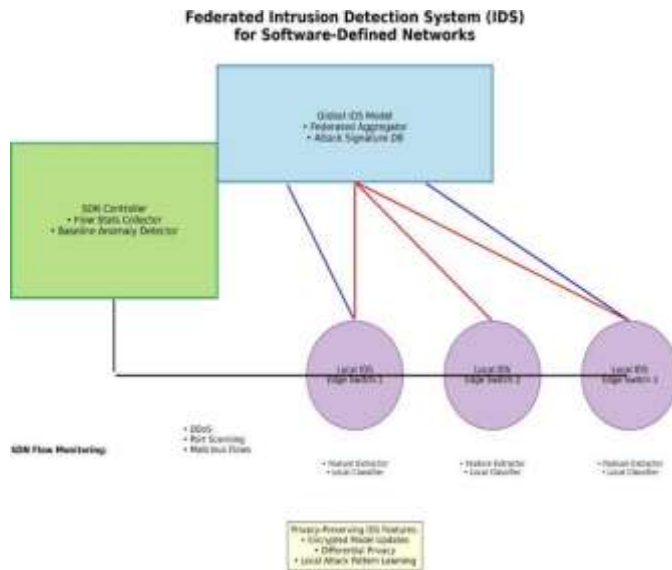 Federated Intrusion Detection System (IDS)
for Software-Defined Networks
Global IDS Model
• Federated Aggregator
• Attack Signature DB
SDN Controller
• Flow Stats Collector
• Baseline Anomaly Detector
Local IDS
Edge Switch 1
Local IDS
Edge Switch 2
Local IDS
Edge Switch 3
SDN Flow Monitoring:
• DDoS
• Port Scanning
• Malicious Flows
• Feature Extractor
• Local Classifier
• Feature Extractor
• Local Classifier
• Feature Extractor
• Local Classifier
Privacy-Preserving IDS Features:
• Encrypted Model Updates
• Differential Privacy
• Local Attack Pattern Learning